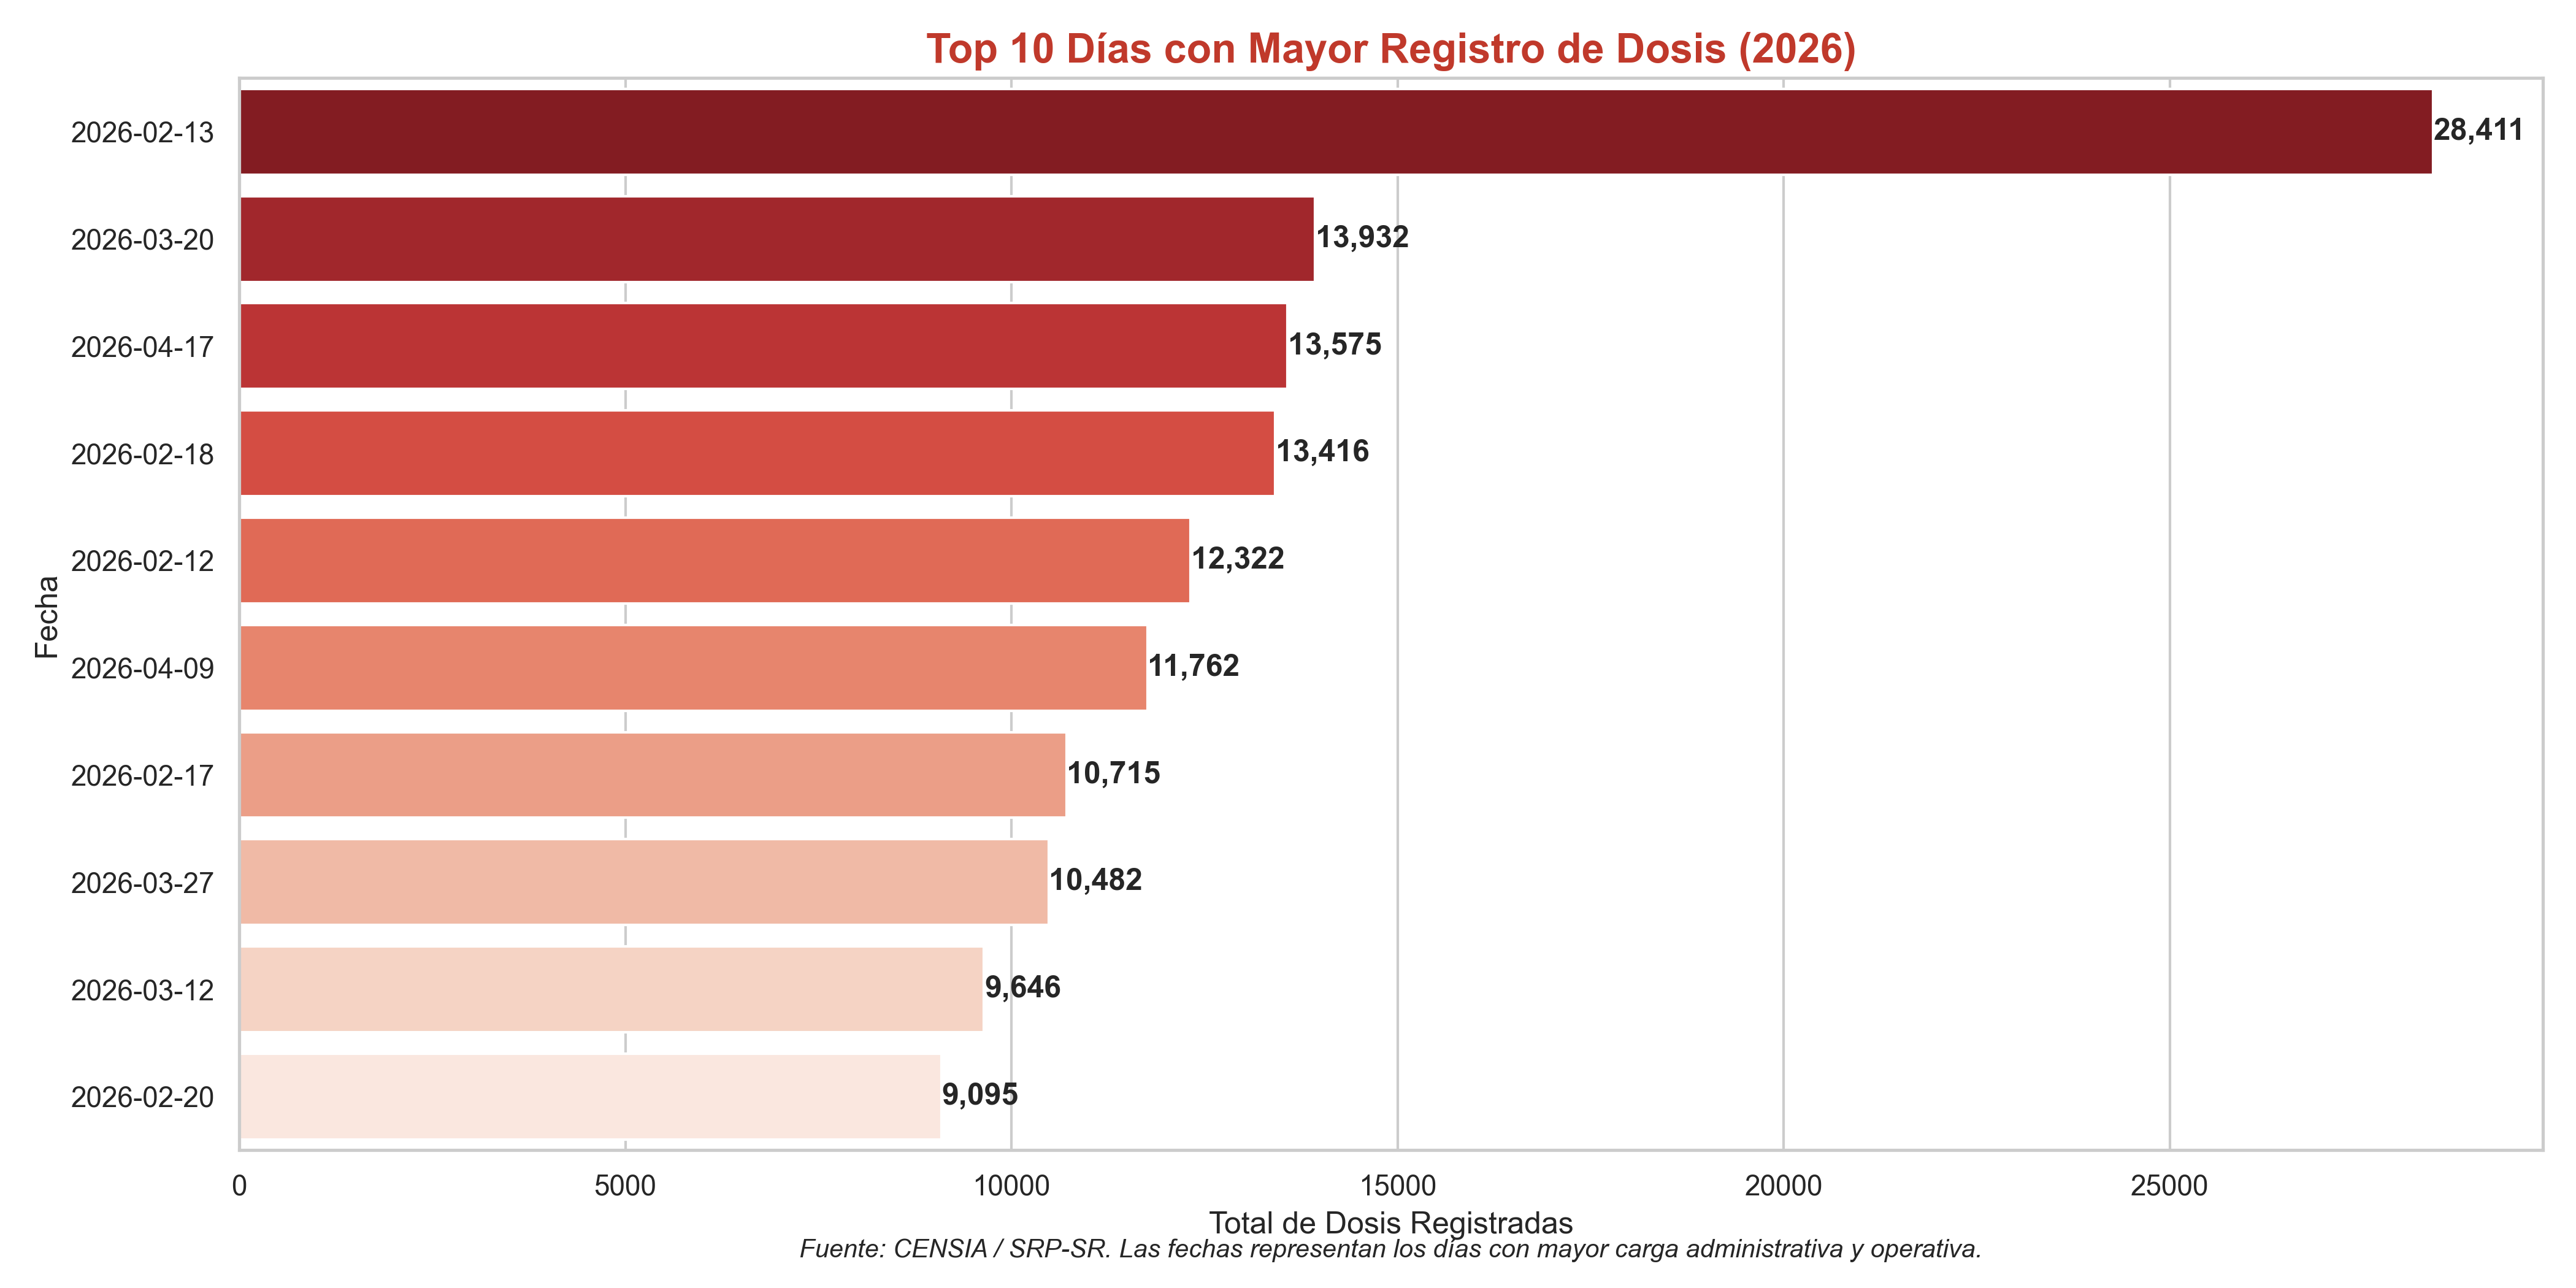 Top 10 Días con Mayor Registro de Dosis (2026)
2026-02-13 28,411
2026-03-20 13,932
2026-04-17 13,575
2026-02-18 13,416
2026-02-12 12,322
2026-04-09 11,762
2026-02-17 10,715
2026-03-27 10,482
2026-03-12 9,646
2026-02-20 9,095
Fecha
0 5000 10000 15000 20000 25000
Total de Dosis Registradas
Fuente: CENSIA / SRP-SR. Las fechas representan los días con mayor carga administrativa y operativa.